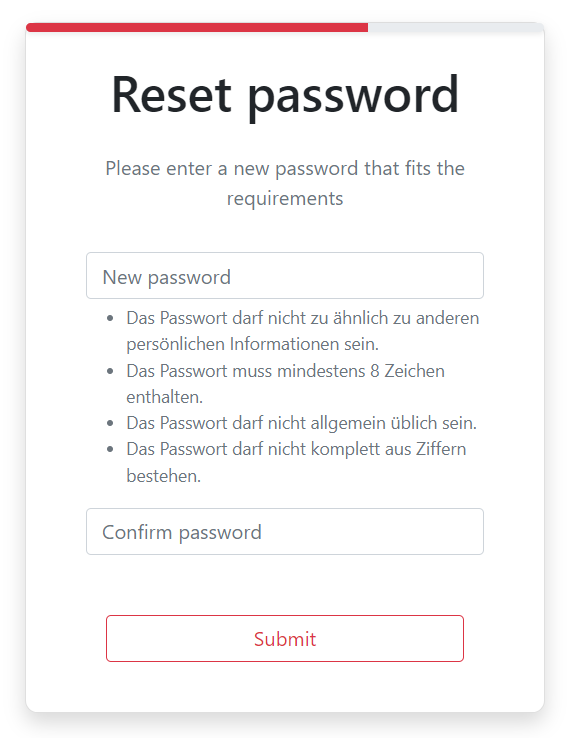 Reset password
Please enter a new password that fits the
requirements
New password
• Das Passwort darf nicht zu ähnlich zu anderen
persönlichen Informationen sein.
• Das Passwort muss mindestens 8 Zeichen
enthalten.
• Das Passwort darf nicht allgemein üblich sein.
• Das Passwort darf nicht komplett aus Ziffern
bestehen.
Confirm password
Submit